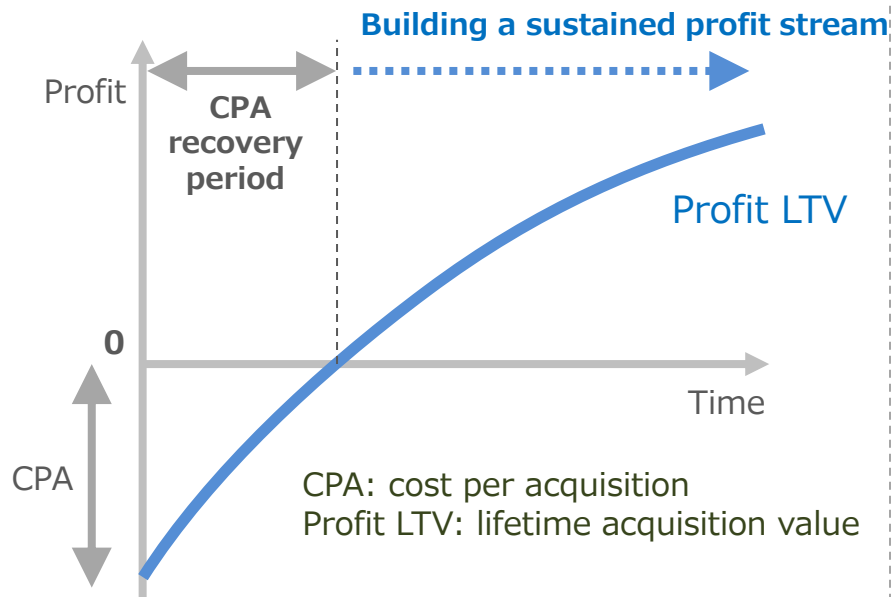 Building a sustained profit stream
Profit
CPA
recovery
period
Profit LTV
0
Time
CPA
CPA: cost per acquisition
Profit LTV: lifetime acquisition value